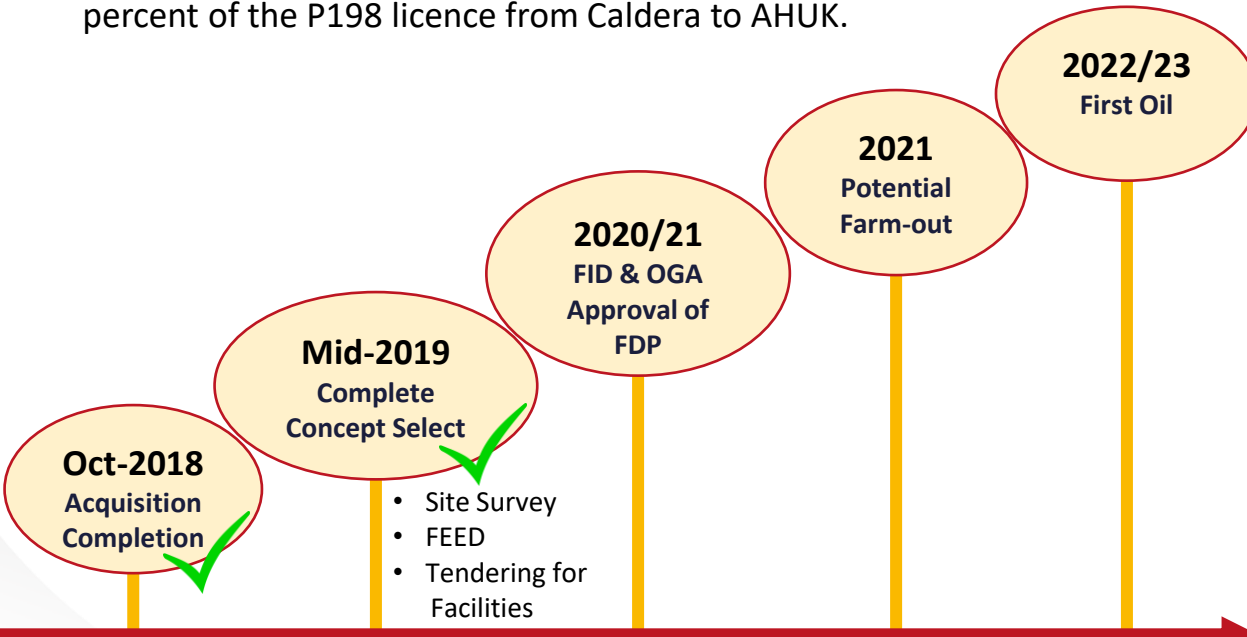 percent of the P198 licence from Caldera to AHUK.
2022/23
First Oil
2021
Potential
Farm-out
2020/21
FID & OGA
Approval of
FDP
Mid-2019
Complete
Concept Select
Oct-2018
Acquisition
Completion
• Site Survey
• FEED
• Tendering for
Facilities